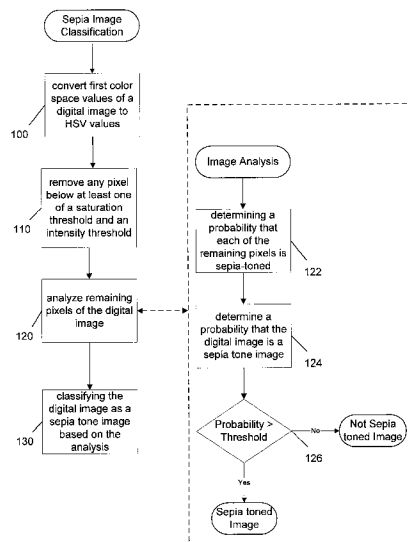 Sepia Image
Classification
convert first color
space values of a
digital image to
HSV values
100
remove any pixel
below at least one
of a saturation
threshold and an
intensity threshold
110
analyze remaining
pixels of the digital
image
120
classifying the
digital image as a
sepia tone image
based on the
analysis
130
Image Analysis
determining a
probability that
each of the
remaining pixels is
sepia-toned
122
determine a
probability that the
digital image is a
sepia tone image
124
Probability >
Threshold
126
No
Not Sepia
toned Image
Yes
Sepia toned
Image